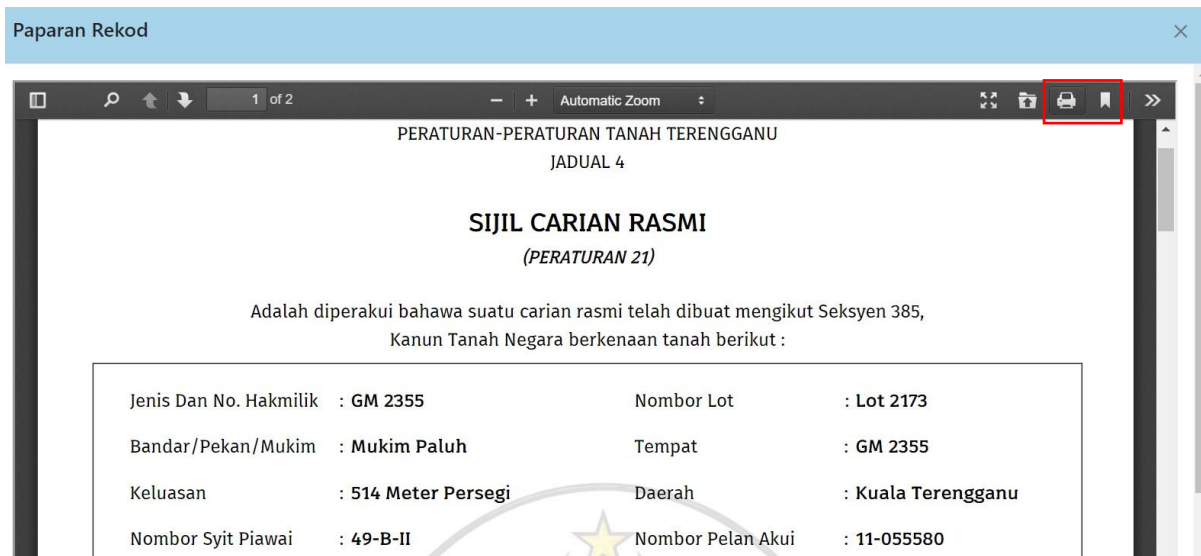 Paparan Rekod
1 of 2
Automatic Zoom
PERATURAN-PERATURAN TANAH TERENGGANU
JADUAL 4
SIJIL CARIAN RASMI
(PERATURAN 21)
Adalah diperakui bahawa suatu carian rasmi telah dibuat mengikut Seksyen 385,
Kanun Tanah Negara berkenaan tanah berikut :
Jenis Dan No. Hakmilik : GM 2355 Nombor Lot : Lot 2173
Bandar/Pekan/Mukim : Mukim Paluh Tempat : GM 2355
Keluasan : 514 Meter Persegi Daerah : Kuala Terengganu
Nombor Syit Piawai : 49-B-II Nombor Pelan Akui : 11-055580